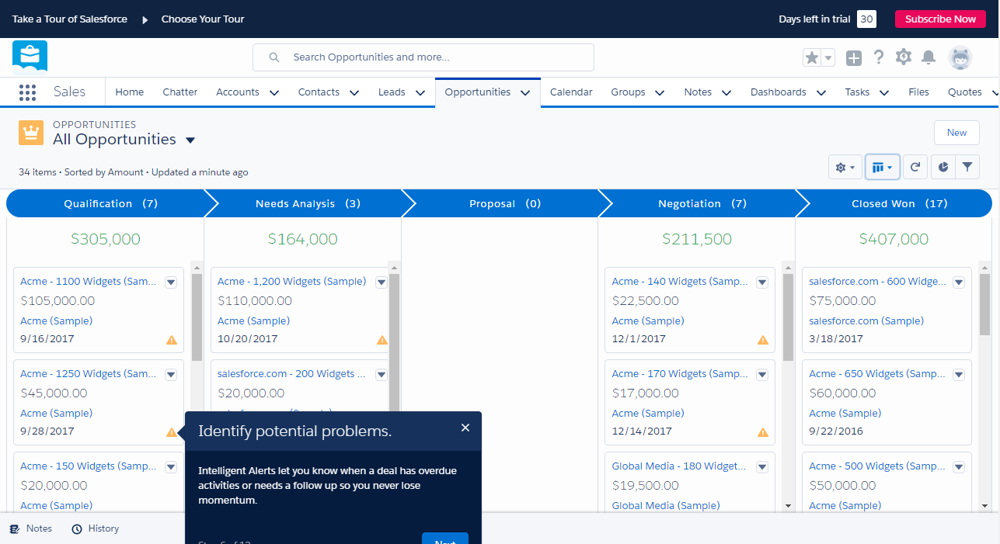 Take a Tour of Salesforce Choose Your Tour Days left in trial 30 Subscribe Now
Search Opportunities and more...
Sales Home Chatter Accounts Contacts Leads Opportunities Calendar Groups Notes Dashboards Tasks Files Quotes
OPPORTUNITIES
All Opportunities
New
34 items • Sorted by Amount • Updated a minute ago
Qualification (7) Needs Analysis (3) Proposal (0) Negotiation (7) Closed Won (17)
$305,000 $164,000 $211,500 $407,000
Acme - 1100 Widgets (Sam... Acme - 1,200 Widgets (Sample) Acme - 140 Widgets (Samp... salesforce.com - 600 Widge...
$105,000.00 $110,000.00 $22,500.00 $75,000.00
Acme (Sample) Acme (Sample) Acme (Sample) salesforce.com (Sample)
9/16/2017 10/20/2017 12/1/2017 3/18/2017
Acme - 1250 Widgets (Sam... salesforce.com - 200 Widgets ... Acme - 170 Widgets (Samp... Acme - 650 Widgets (Samp...
$45,000.00 $20,000.00 $17,000.00 $60,000.00
Acme (Sample) Acme (Sample) Acme (Sample)
9/28/2017 12/14/2017 9/22/2016
Identify potential problems.
Intelligent Alerts let you know when a deal has overdue
activities or needs a follow up so you never lose
momentum.
Next
Acme - 150 Widgets (Samp... Global Media - 180 Widget... Acme - 500 Widgets (Samp...
$20,000.00 $19,500.00 $50,000.00
Acme (Sample) Global Media (Sample) Acme (Sample)
Notes History